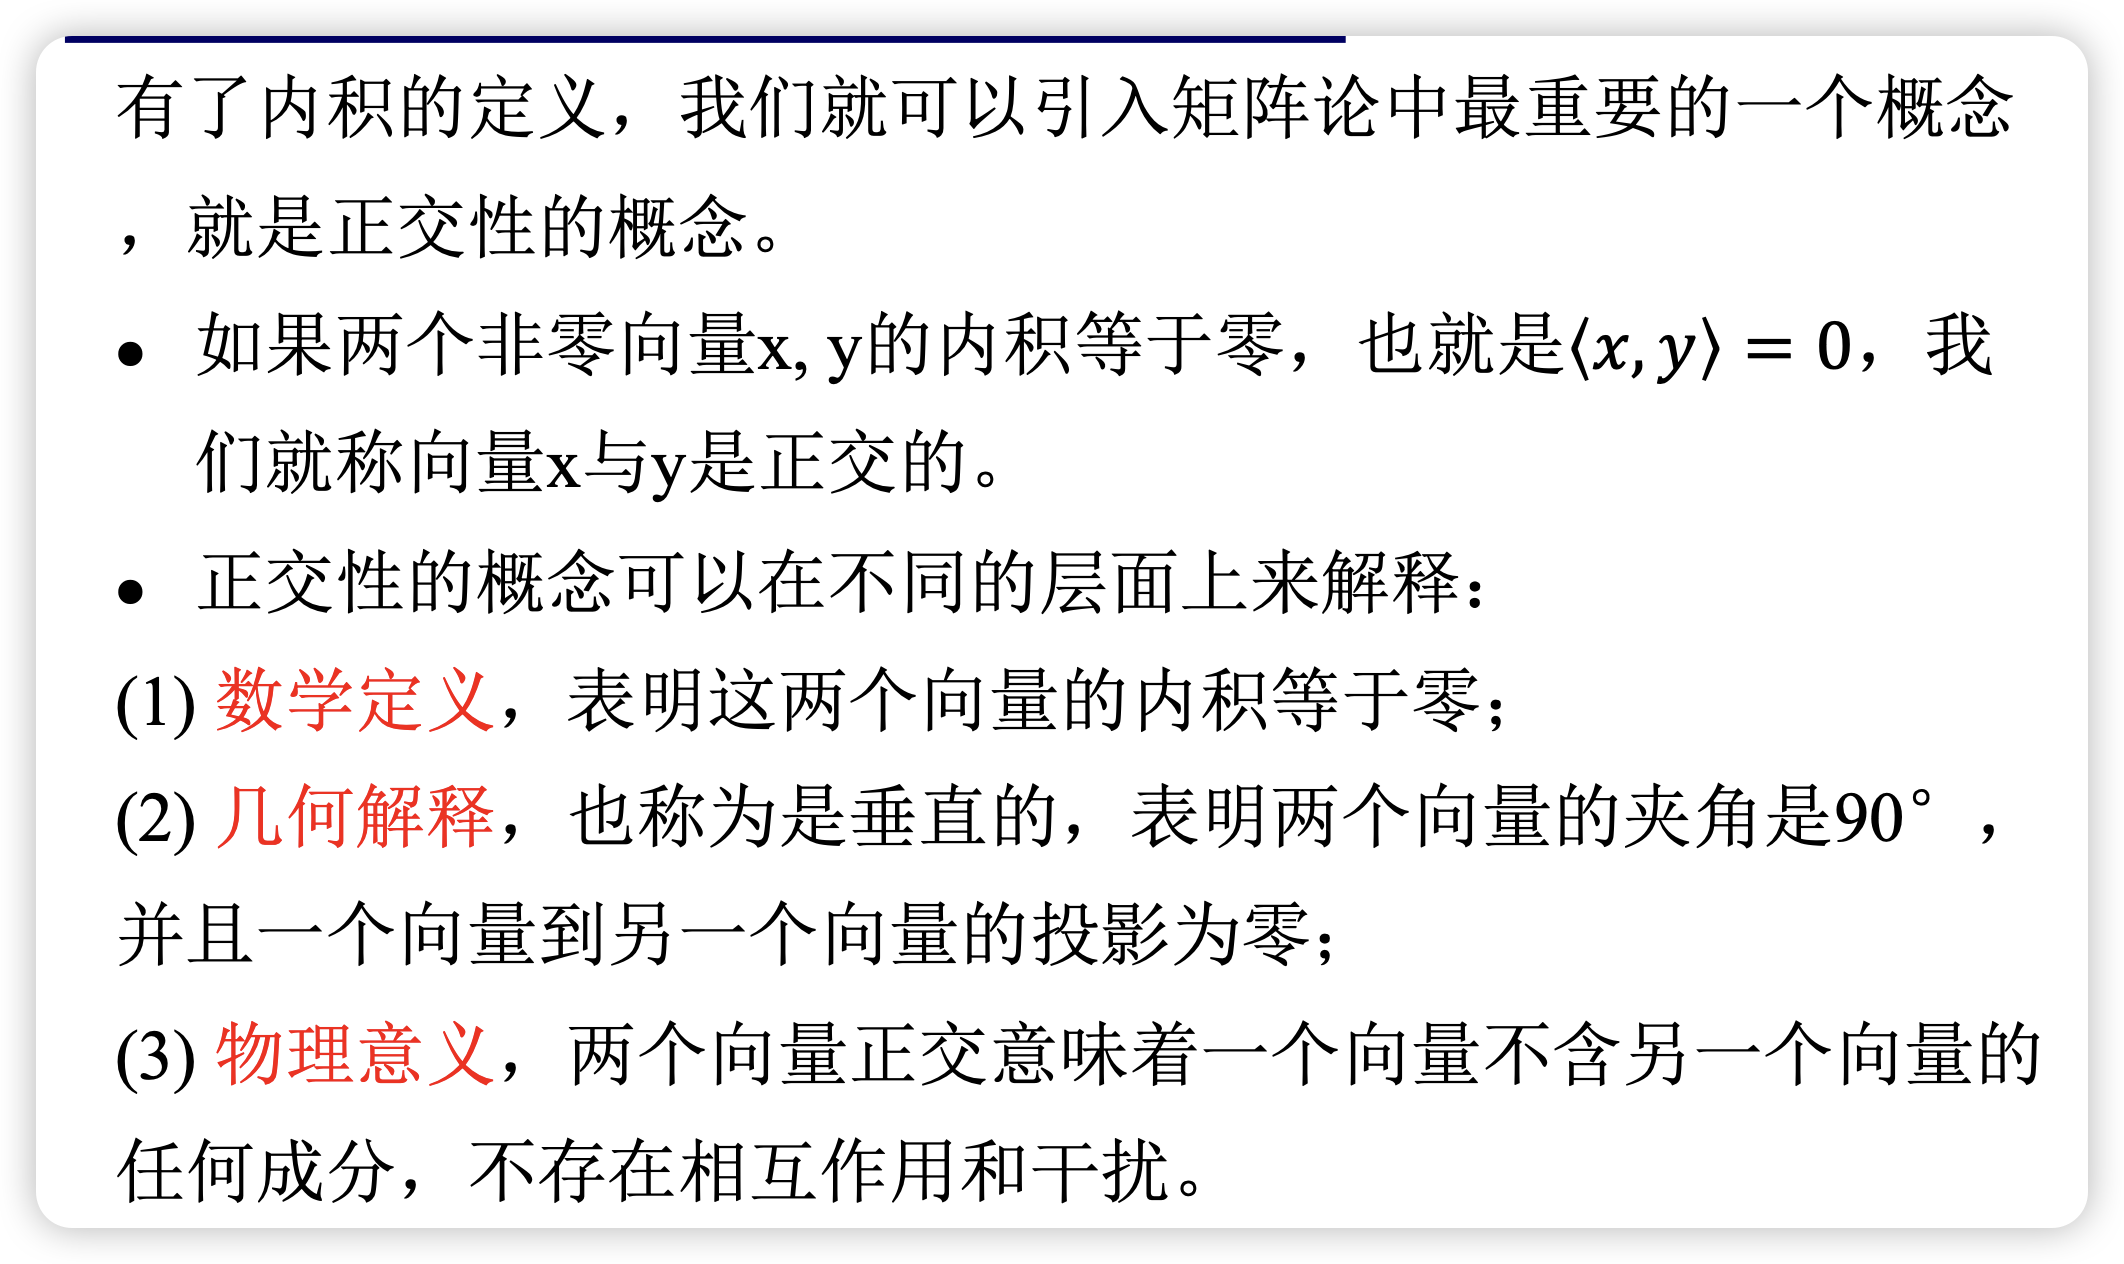 有了内积的定义，我们就可以引入矩阵论中最重要的一个概念
，就是正交性的概念。
● 如果两个非零向量x, y的内积等于零，也就是⟨x, y⟩ = 0，我
们就称向量x与y是正交的。
● 正交性的概念可以在不同的层面上来解释：
(1) 数学定义，表明这两个向量的内积等于零；
(2) 几何解释，也称为是垂直的，表明两个向量的夹角是90°，
并且一个向量到另一个向量的投影为零；
(3) 物理意义，两个向量正交意味着一个向量不含另一个向量的
任何成分，不存在相互作用和干扰。